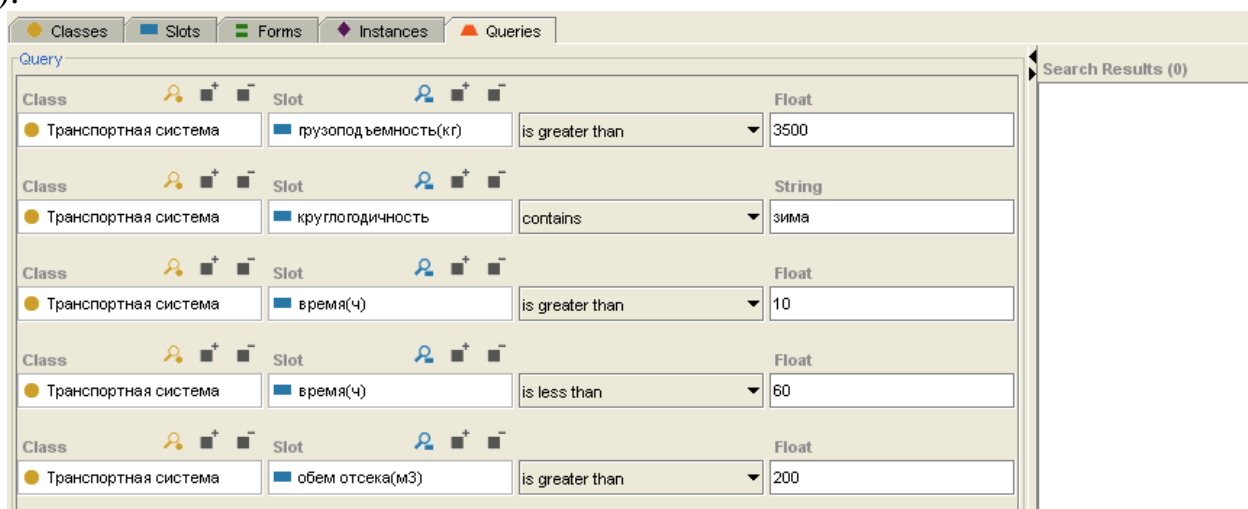 ).
Classes Slots Forms Instances Queries
Query
Search Results (0)
Class Slot Float
Транспортная система грузоподъемность(кг) is greater than 3500
Class Slot String
Транспортная система круглогодичность contains зима
Class Slot Float
Транспортная система время(ч) is greater than 10
Class Slot Float
Транспортная система время(ч) is less than 60
Class Slot Float
Транспортная система обем отсека(м3) is greater than 200